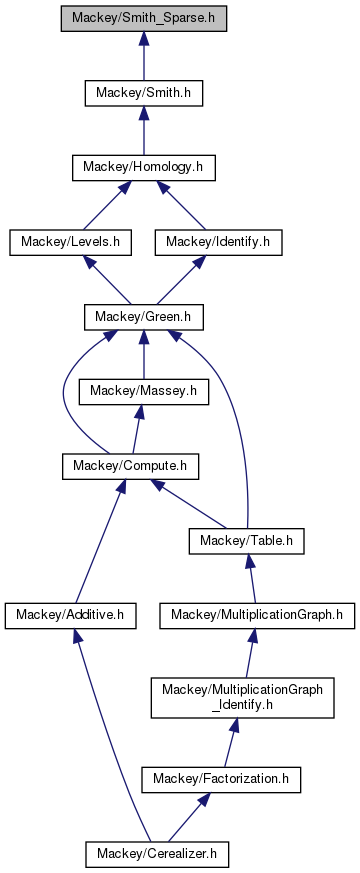 Mackey/Smith_Sparse.h
Mackey/Smith.h
Mackey/Homology.h
Mackey/Levels.h
Mackey/Identify.h
Mackey/Green.h
Mackey/Massey.h
Mackey/Compute.h
Mackey/Table.h
Mackey/Additive.h
Mackey/MultiplicationGraph.h
Mackey/MultiplicationGraph
_Identify.h
Mackey/Factorization.h
Mackey/Cerealizer.h